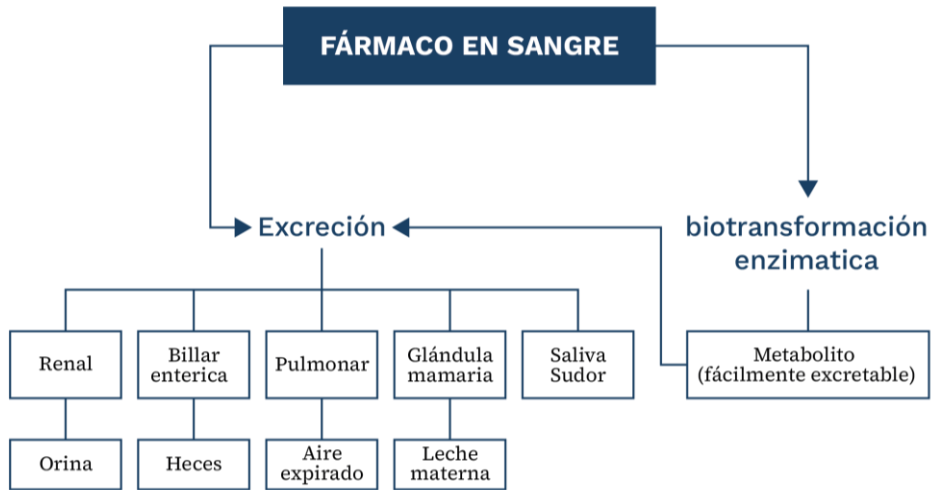 FÁRMACO EN SANGRE
Excreción
biotransformación
enzimatica
Renal
Billar
enterica
Pulmonar
Glándula
mamaria
Saliva
Sudor
Metabolito
(fácilmente excretable)
Orina
Heces
Aire
expirado
Leche
materna